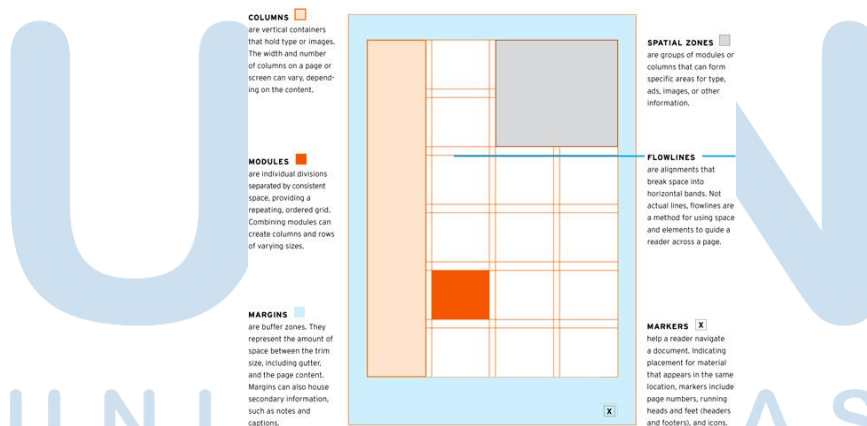 COLUMNS
are vertical containers
that hold type or images.
The width and number
of columns on a page or
screen can vary, depend-
ing on the content.
MODULES
are individual divisions
separated by consistent
space, providing a
repeating, ordered grid.
Combining modules can
create columns and rows
of varying sizes.
MARGINS
are buffer zones. They
represent the amount of
space between the trim
size, including gutter,
and the page content.
Margins can also house
secondary information,
such as notes and
captions.
X
SPATIAL ZONES
are groups of modules or
columns that can form
specific areas for type,
ads, images, or other
information.
FLOWLINES
are alignments that
break space into
horizontal bands. Not
actual lines, flowlines are
a method for using space
and elements to guide a
reader across a page.
MARKERS X
help a reader navigate
a document. Indicating
placement for material
that appears in the same
location, markers include
page numbers, running
heads and feet (headers
and footers), and icons.
U N
U N I A S